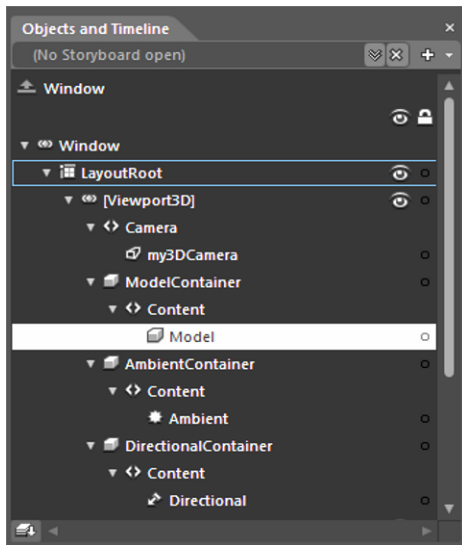 Objects and Timeline
(No Storyboard open)
Window
Window
LayoutRoot
[Viewport3D]
Camera
my3DCamera
ModelContainer
Content
Model
AmbientContainer
Content
Ambient
DirectionalContainer
Content
Directional